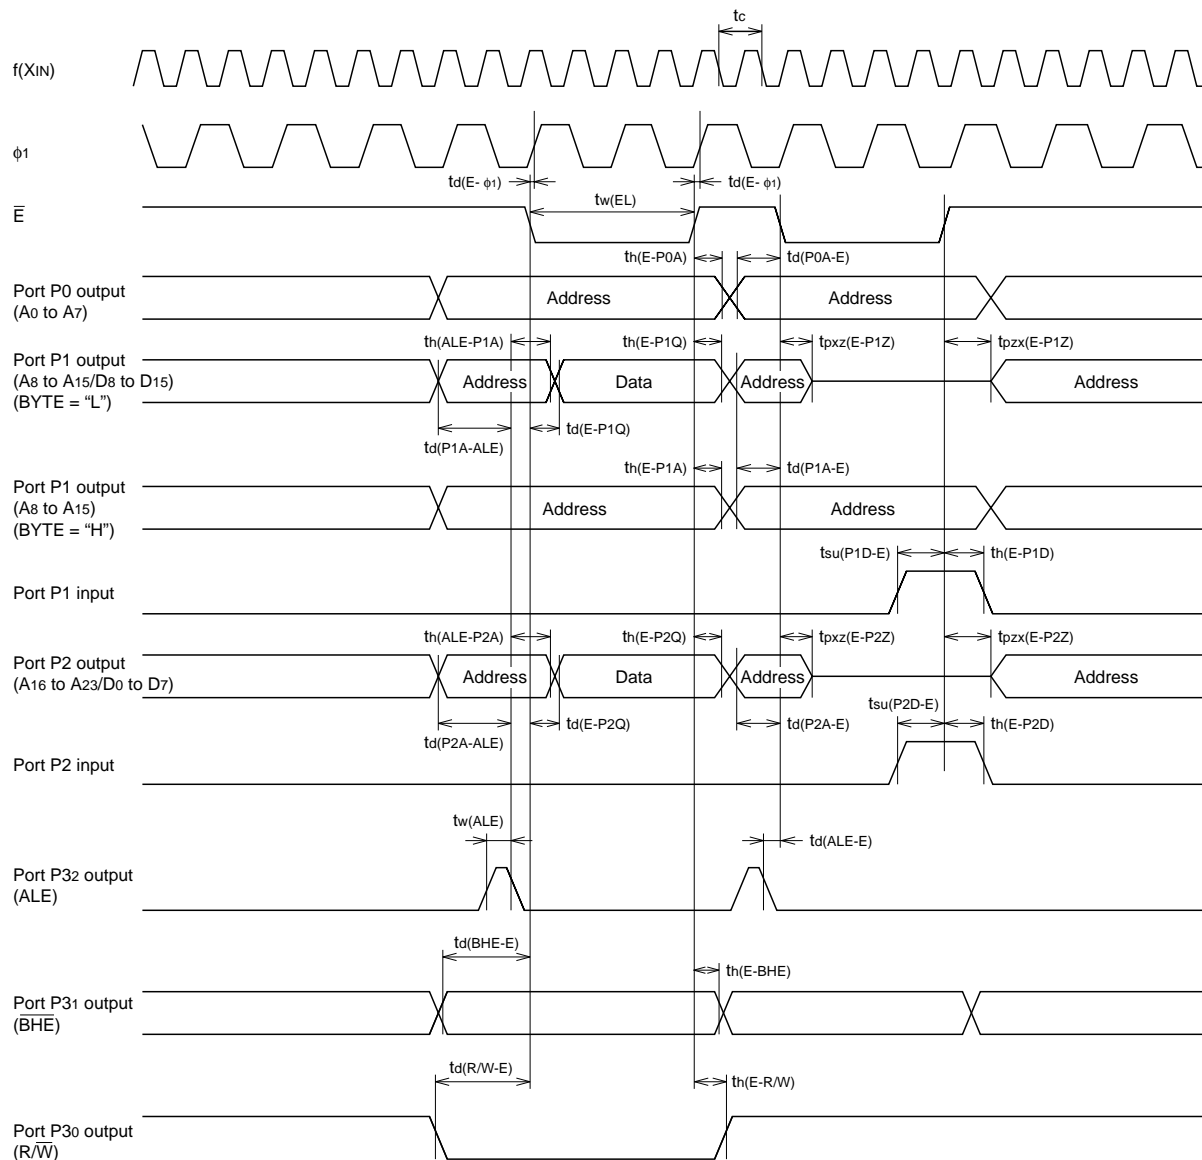 tc
f(XIN)
ϕ1
td(E- ϕ1) td(E- ϕ1)
tw(EL)
E̅
th(E-P0A) td(P0A-E)
Port P0 output
(A0 to A7)
Address Address
th(ALE-P1A) th(E-P1Q) tpxz(E-P1Z) tpzx(E-P1Z)
Port P1 output
(A8 to A15/D8 to D15)
(BYTE = “L”)
Address Data Address Address
td(P1A-ALE) td(E-P1Q)
th(E-P1A) td(P1A-E)
Port P1 output
(A8 to A15)
(BYTE = “H”)
Address Address
tsu(P1D-E) th(E-P1D)
Port P1 input
th(ALE-P2A) th(E-P2Q) tpxz(E-P2Z) tpzx(E-P2Z)
Port P2 output
(A16 to A23/D0 to D7)
Address Data Address Address
tsu(P2D-E)
td(P2A-ALE) td(E-P2Q) td(P2A-E) th(E-P2D)
Port P2 input
tw(ALE) td(ALE-E)
Port P32 output
(ALE)
td(BHE-E)
th(E-BHE)
Port P31 output
(B̅H̅E̅)
td(R/W-E) th(E-R/W)
Port P30 output
(R/W̅)